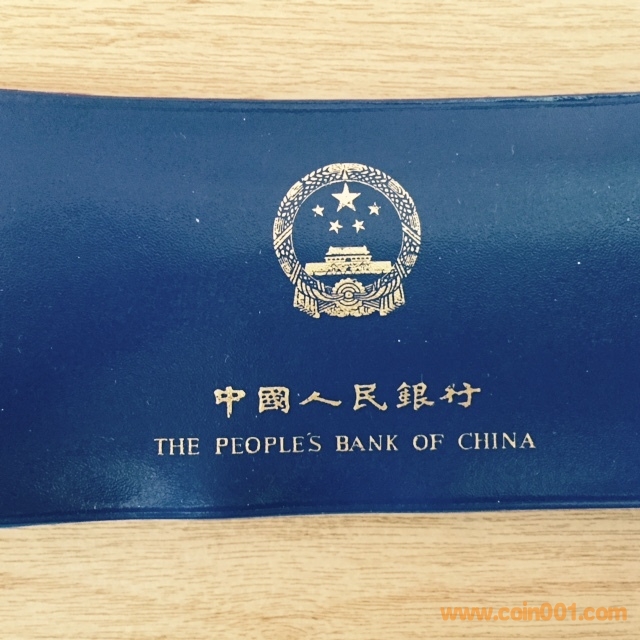 中國人民銀行
THE PEOPLE'S BANK OF CHINA
www.coin001.com